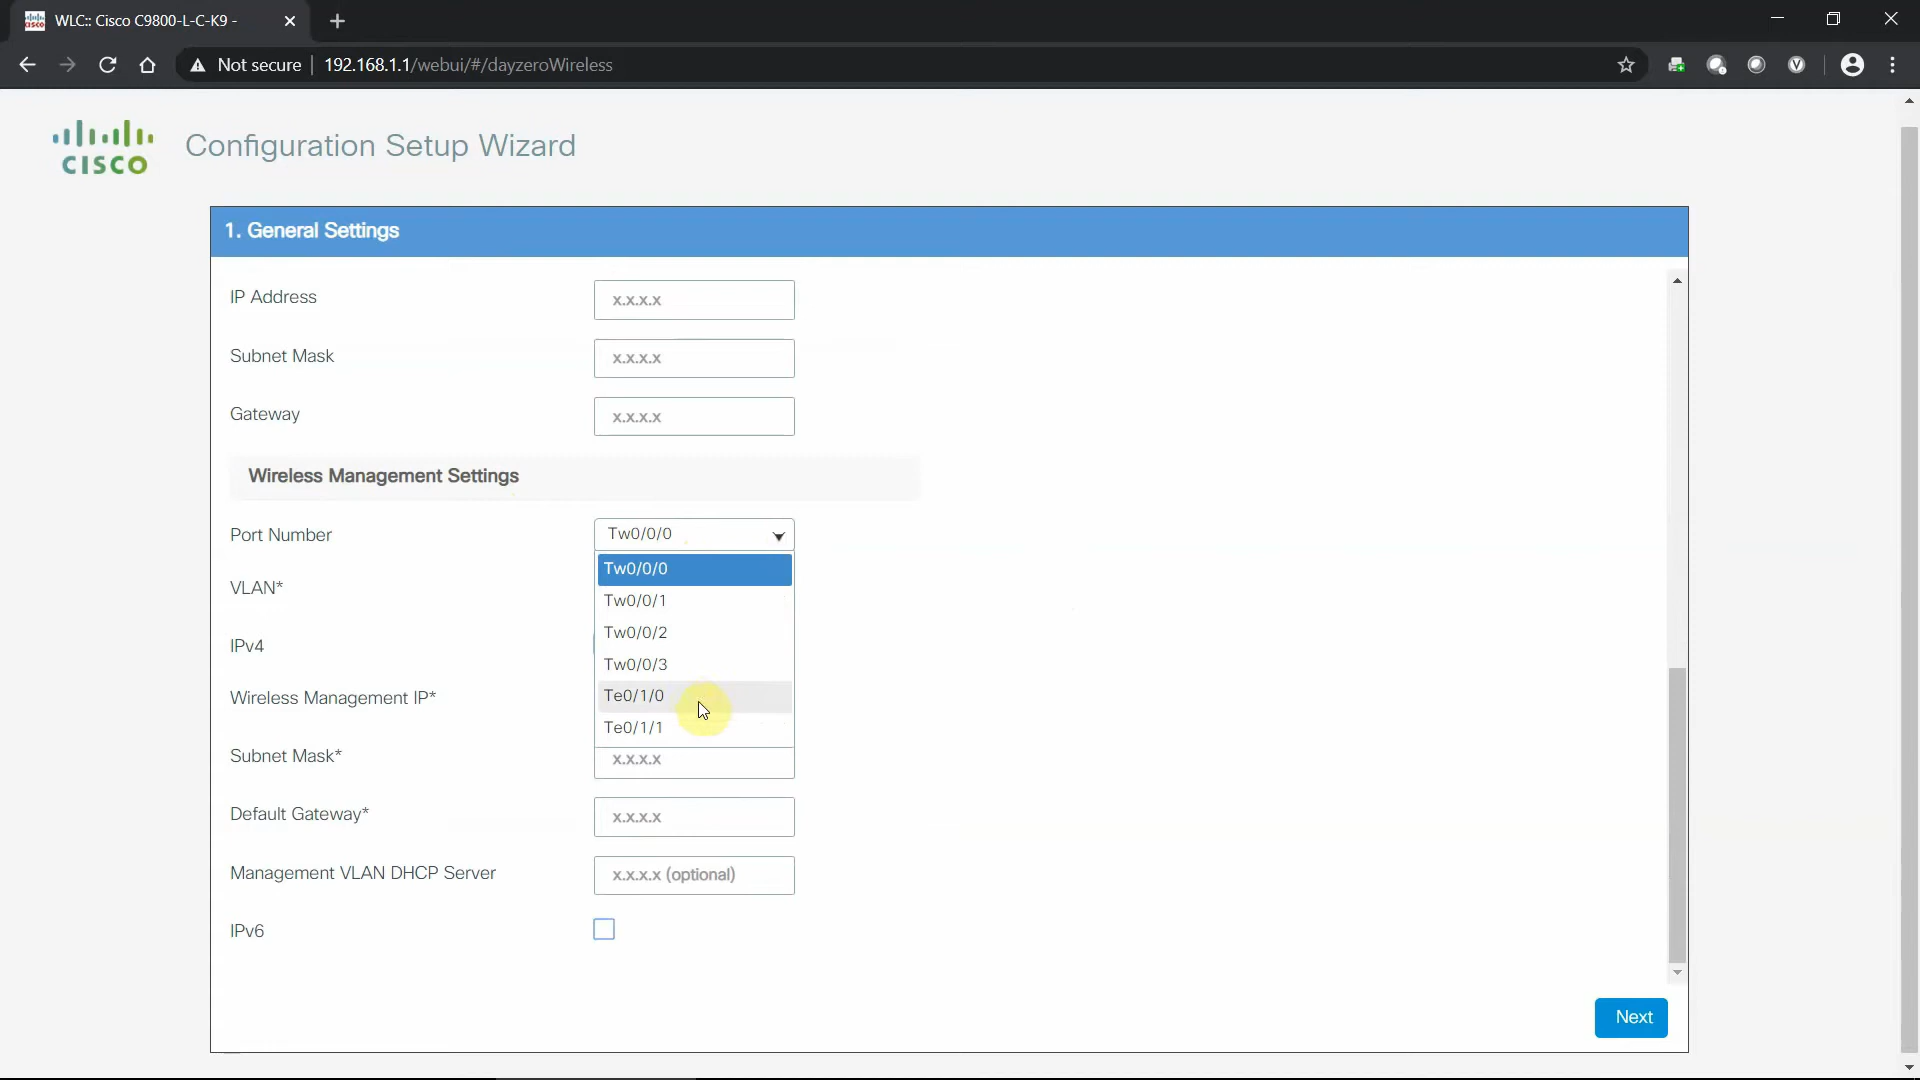 WLC:: Cisco C9800-L-C-K9 -
Not secure 192.168.1.1/webui/#/dayzeroWireless
CISCO
Configuration Setup Wizard
1. General Settings
IP Address x.x.x.x
Subnet Mask x.x.x.x
Gateway x.x.x.x
Wireless Management Settings
Port Number Tw0/0/0
Tw0/0/0
VLAN* Tw0/0/1
Tw0/0/2
IPv4
Tw0/0/3
Wireless Management IP* Te0/1/0
Te0/1/1
Subnet Mask* x.x.x.x
Default Gateway* x.x.x.x
Management VLAN DHCP Server x.x.x.x (optional)
IPv6
Next